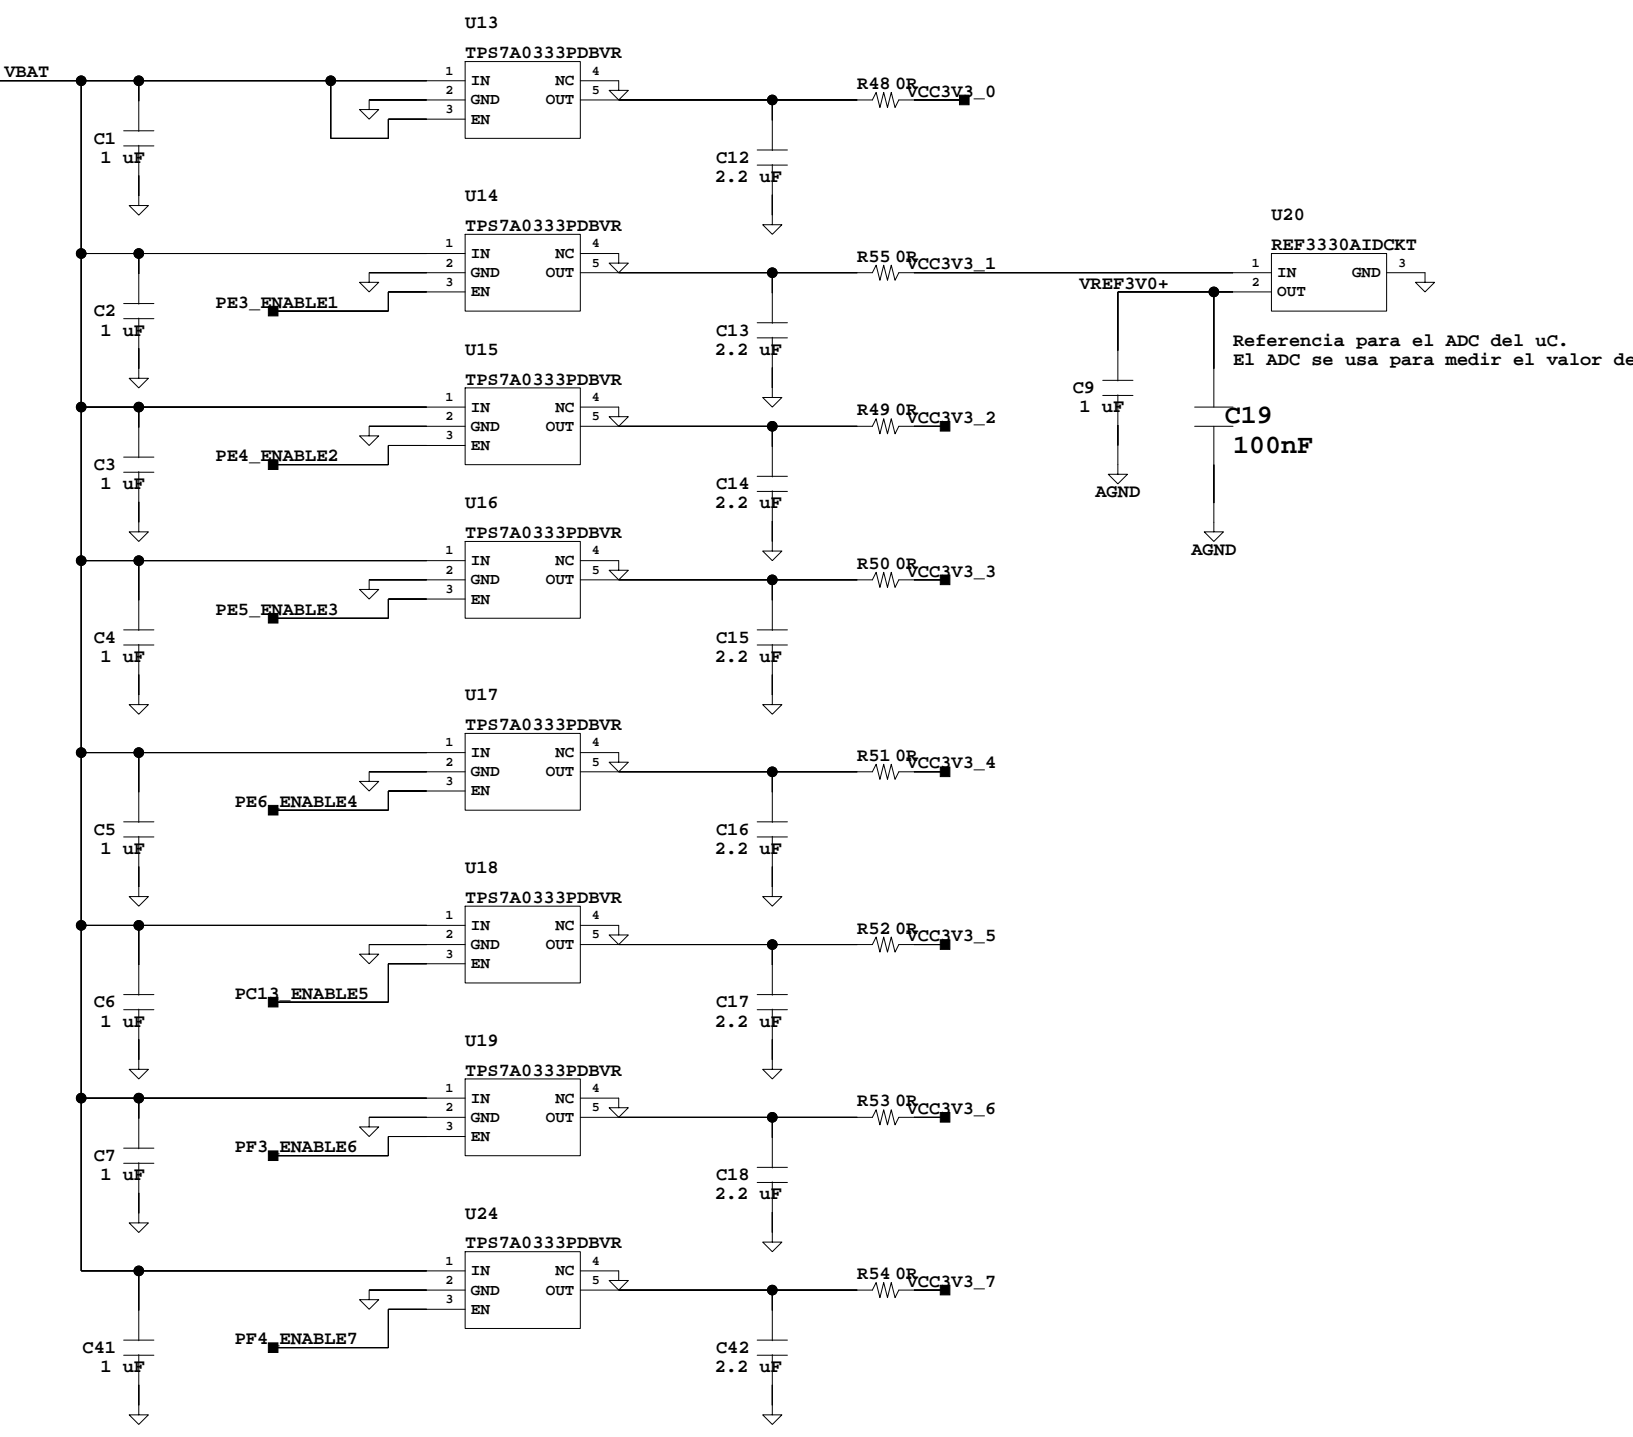 VBAT
C1
1 uF
U13
TPS7A0333PDBVR
1 IN NC 4
2 GND OUT 5
3 EN
C12
2.2 uF
R48 0R
VCC3V3_0
C2
1 uF
PE3_ENABLE1
U14
TPS7A0333PDBVR
1 IN NC 4
2 GND OUT 5
3 EN
C13
2.2 uF
R55 0R
VCC3V3_1
U20
REF3330AIDCKT
1 IN GND 3
2 OUT
VREF3V0+
Referencia para el ADC del uC.
El ADC se usa para medir el valor de
C9
1 uF
AGND
C19
100nF
AGND
C3
1 uF
PE4_ENABLE2
U15
TPS7A0333PDBVR
1 IN NC 4
2 GND OUT 5
3 EN
C14
2.2 uF
R49 0R
VCC3V3_2
C4
1 uF
PE5_ENABLE3
U16
TPS7A0333PDBVR
1 IN NC 4
2 GND OUT 5
3 EN
C15
2.2 uF
R50 0R
VCC3V3_3
C5
1 uF
PE6_ENABLE4
U17
TPS7A0333PDBVR
1 IN NC 4
2 GND OUT 5
3 EN
C16
2.2 uF
R51 0R
VCC3V3_4
C6
1 uF
PC13_ENABLE5
U18
TPS7A0333PDBVR
1 IN NC 4
2 GND OUT 5
3 EN
C17
2.2 uF
R52 0R
VCC3V3_5
C7
1 uF
PF3_ENABLE6
U19
TPS7A0333PDBVR
1 IN NC 4
2 GND OUT 5
3 EN
C18
2.2 uF
R53 0R
VCC3V3_6
C41
1 uF
PF4_ENABLE7
U24
TPS7A0333PDBVR
1 IN NC 4
2 GND OUT 5
3 EN
C42
2.2 uF
R54 0R
VCC3V3_7